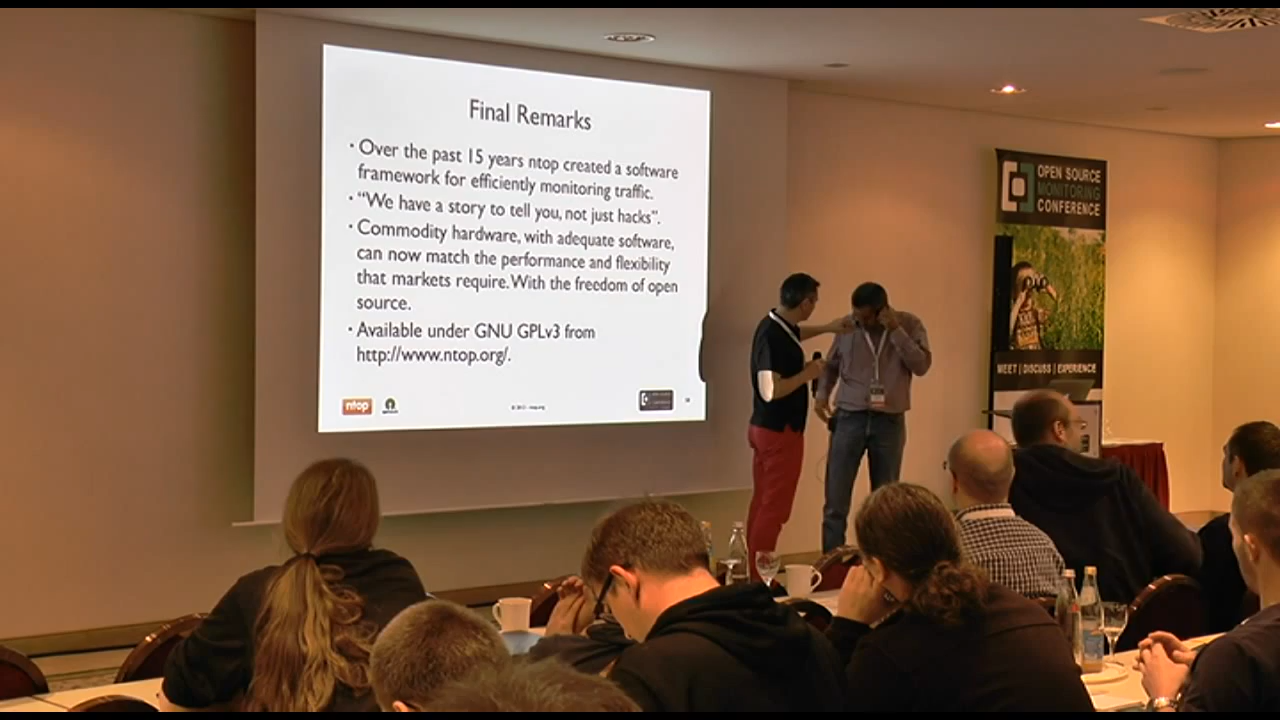 Final Remarks
• Over the past 15 years ntop created a software
framework for efficiently monitoring traffic.
• “We have a story to tell you, not just hacks”.
• Commodity hardware, with adequate software,
can now match the performance and flexibility
that markets require. With the freedom of open
source.
• Available under GNU GPLv3 from
http://www.ntop.org/.
ntop
OPEN SOURCE
MONITORING
CONFERENCE
MEET | DISCUSS | EXPERIENCE